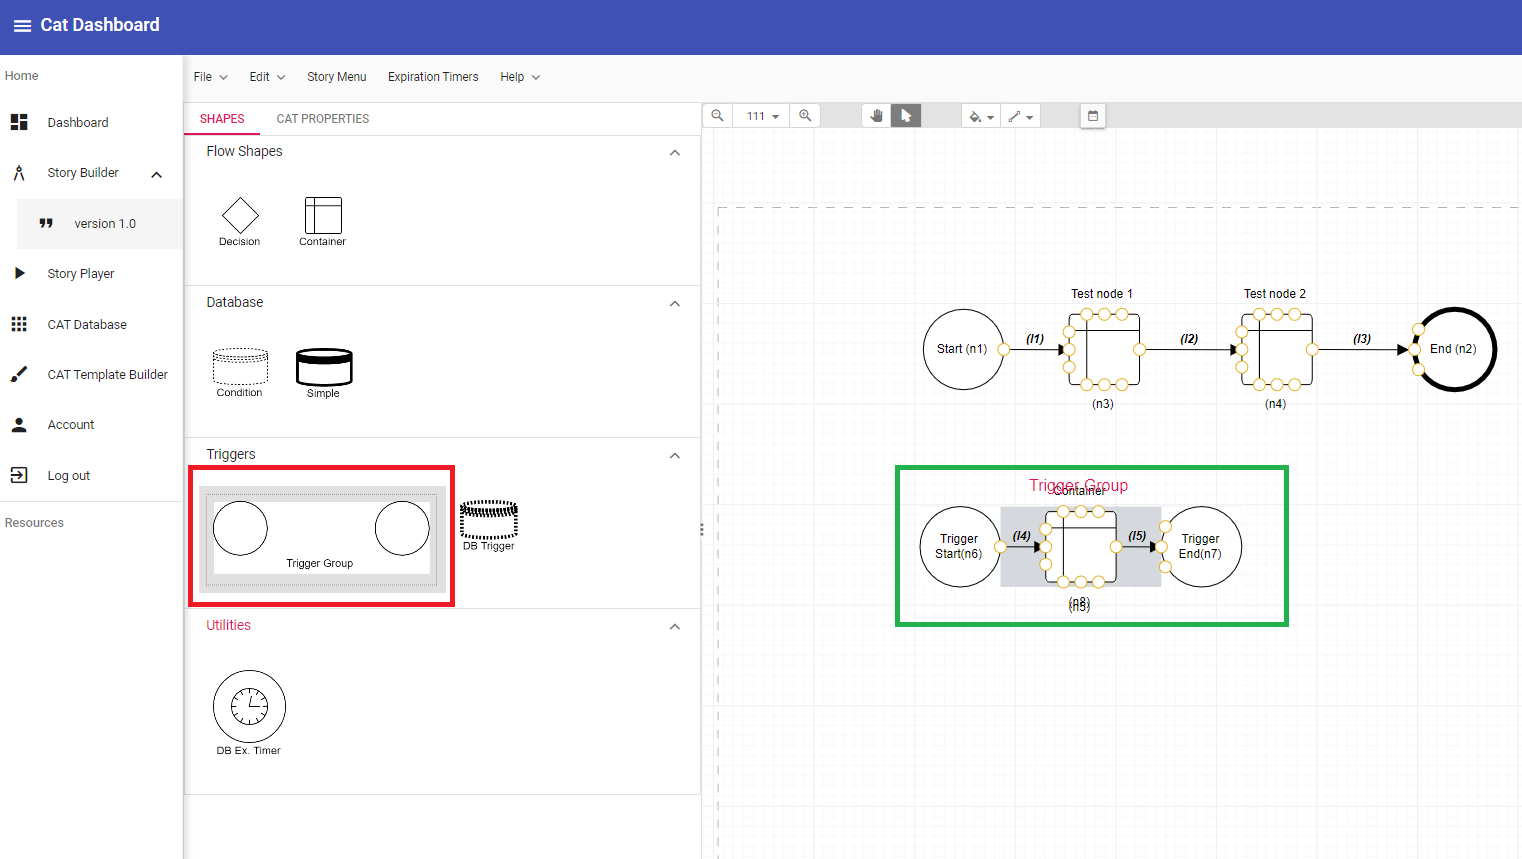 Cat Dashboard
Home
Dashboard
Story Builder
version 1.0
Story Player
CAT Database
CAT Template Builder
Account
Log out
Resources
File
Edit
Story Menu
Expiration Timers
Help
SHAPES
CAT PROPERTIES
111
Flow Shapes
Decision
Container
Database
Condition
Simple
Triggers
Trigger Group
DB Trigger
Utilities
DB Ex. Timer
Test node 1
Test node 2
Start (n1)
(l1)
(l2)
(l3)
End (n2)
(n3)
(n4)
Trigger Group
Container
Trigger
Start(n6)
(l4)
(l5)
Trigger
End(n7)
(n8)
(n5)